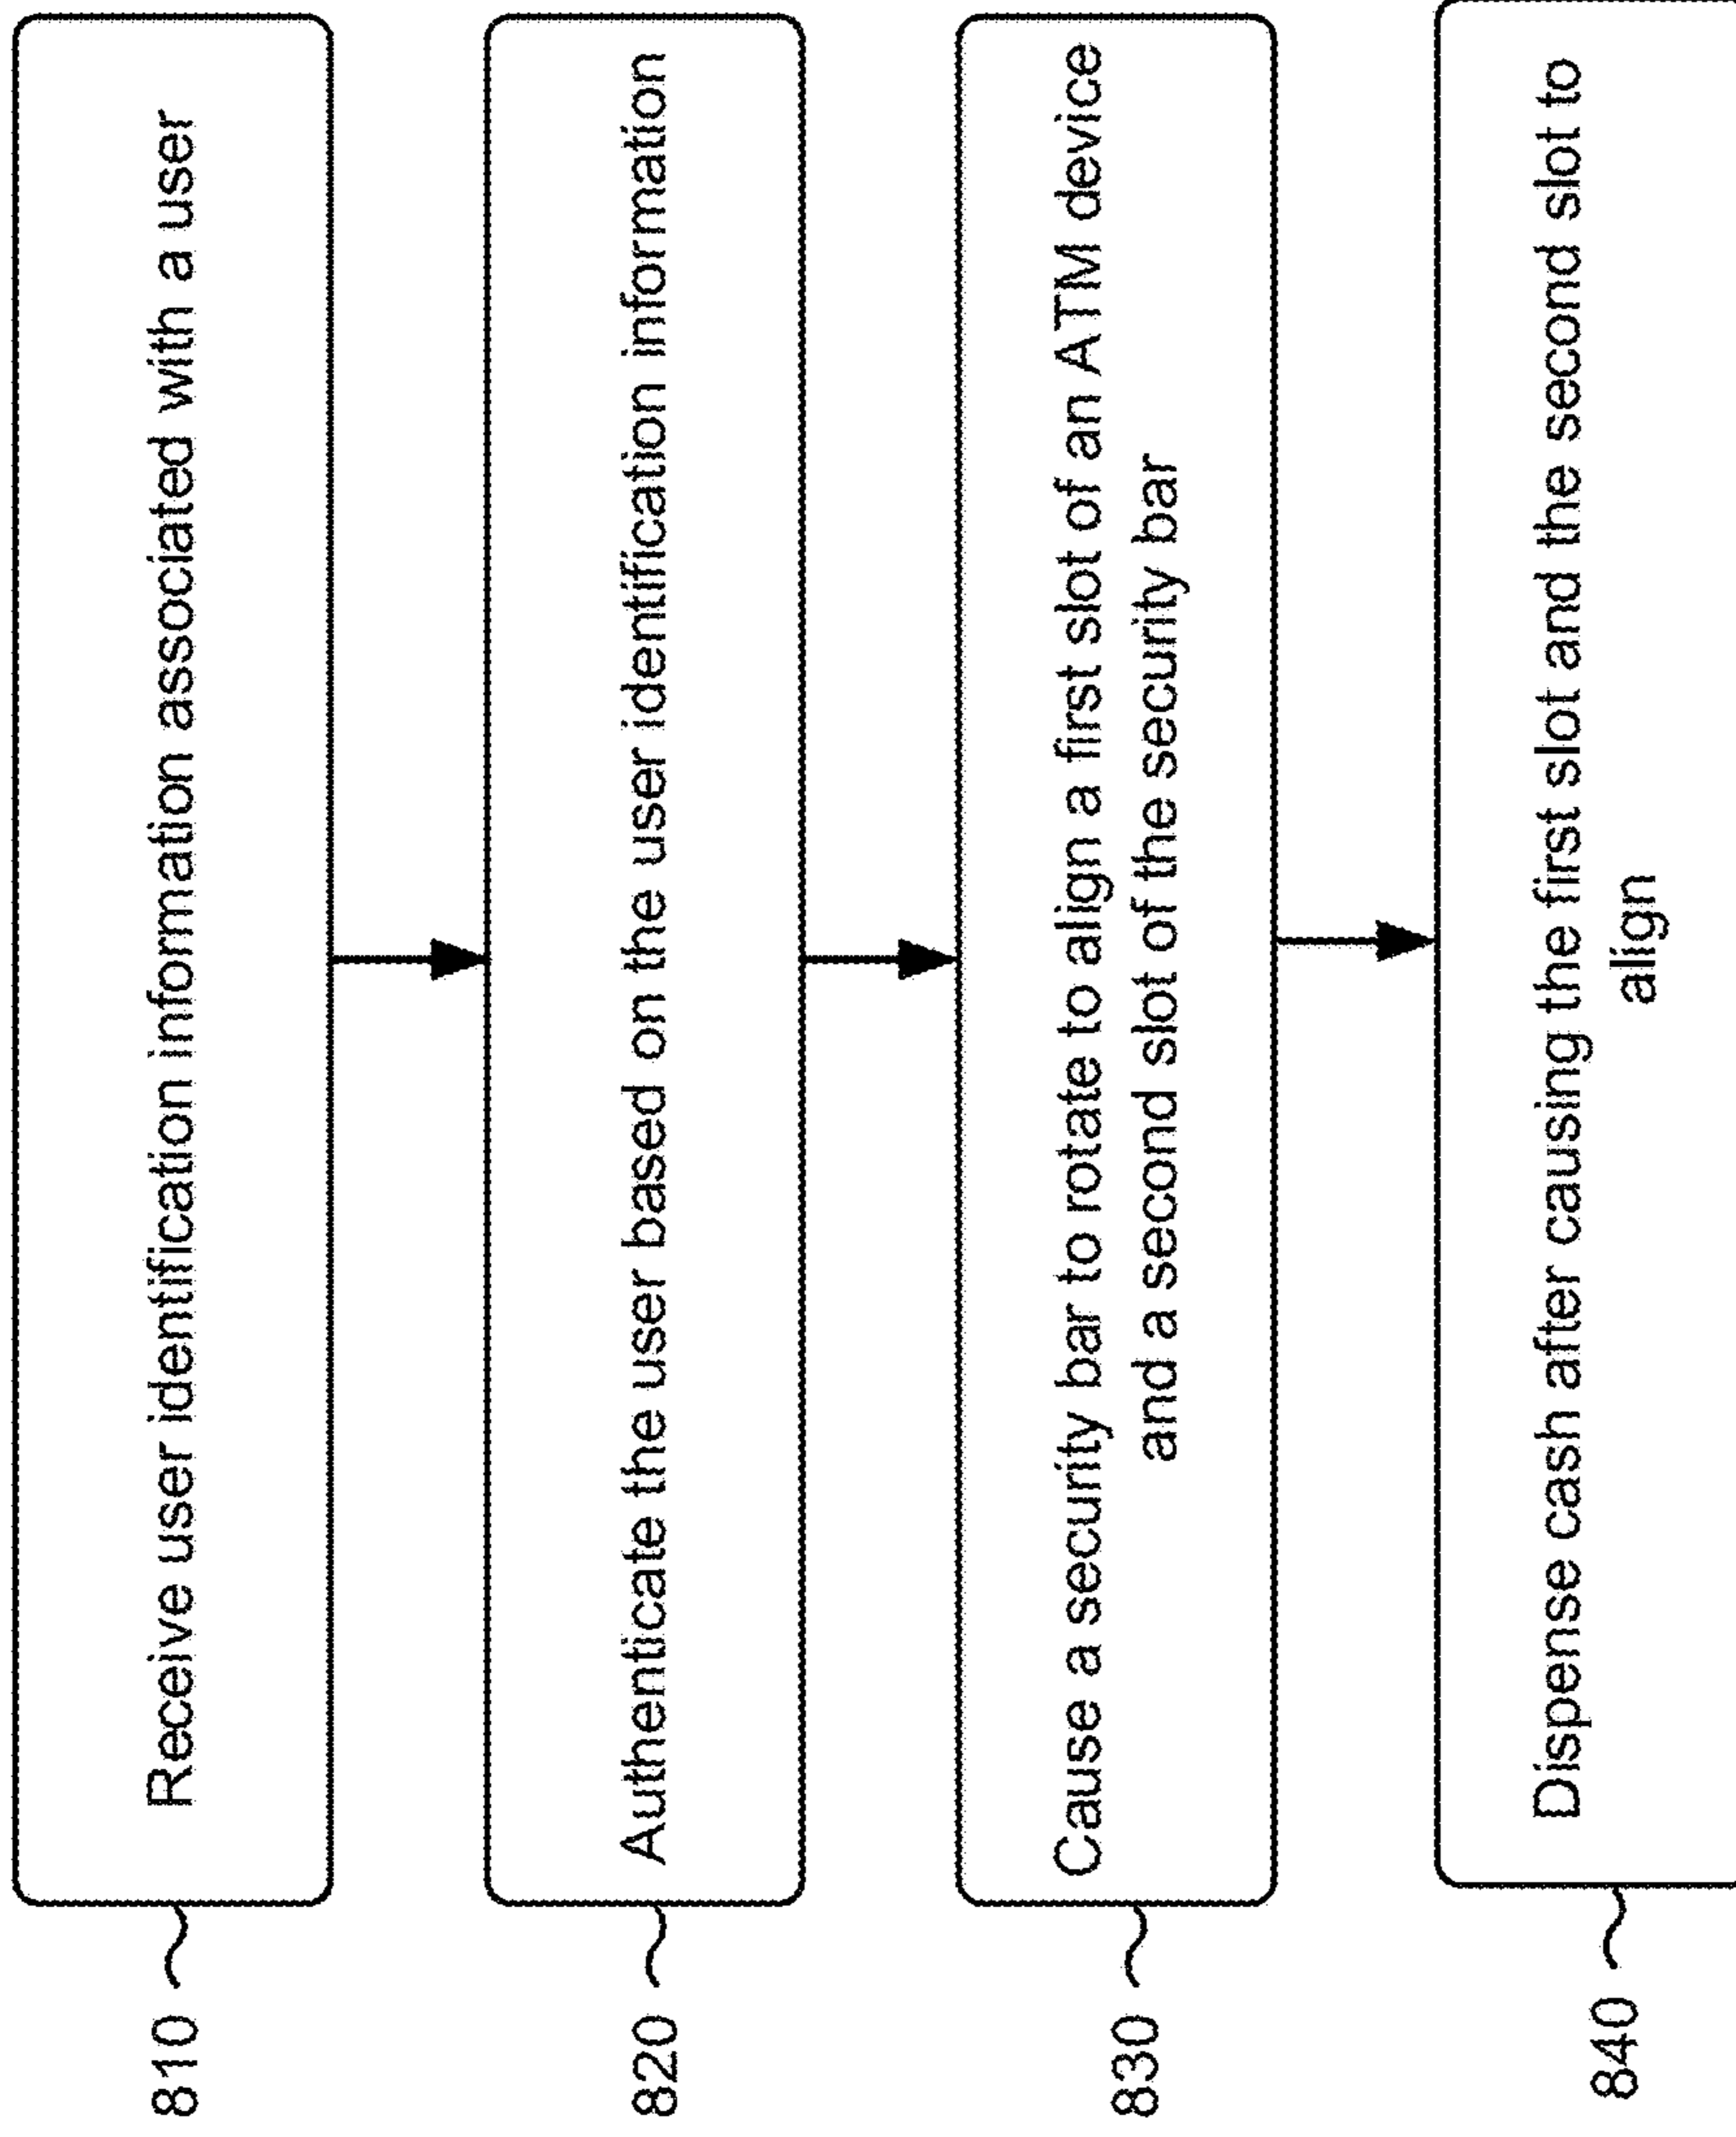 810
Receive user identification information associated with a user
820
Authenticate the user based on the user identification information
830
Cause a security bar to rotate to align a first slot of an ATM device
and a second slot of the security bar
840
Dispense cash after causing the first slot and the second slot to
align